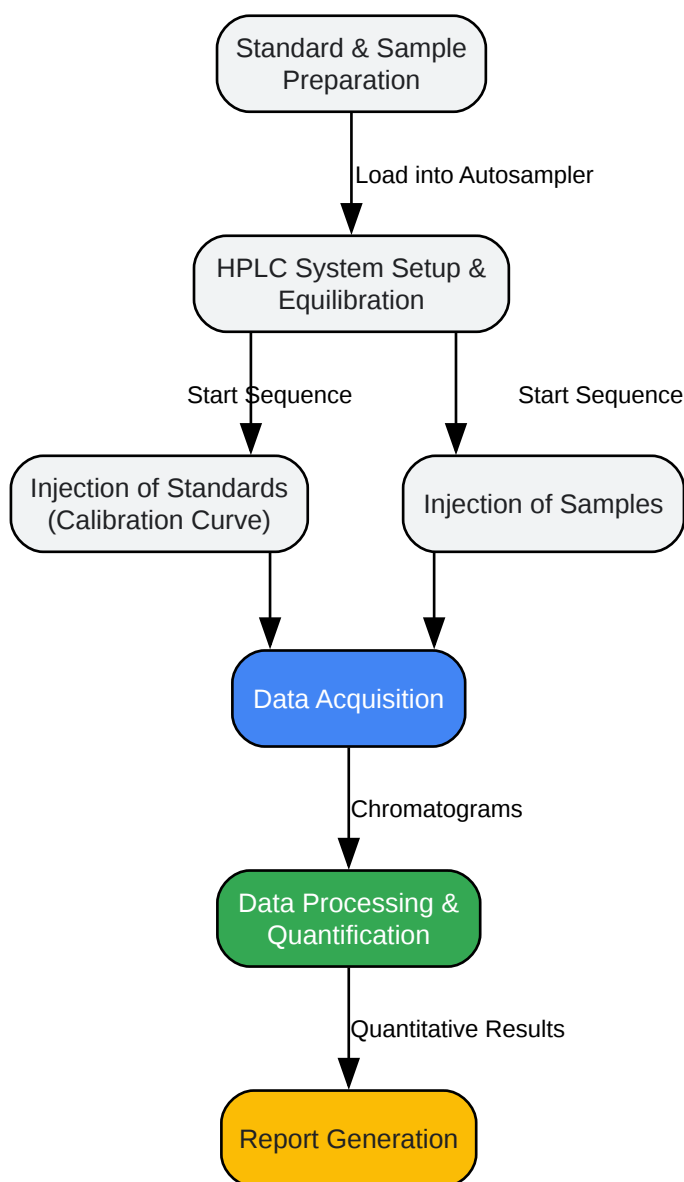 Standard & Sample
Preparation
Load into Autosampler
HPLC System Setup &
Equilibration
Start Sequence
Start Sequence
Injection of Standards
(Calibration Curve)
Injection of Samples
Data Acquisition
Chromatograms
Data Processing &
Quantification
Quantitative Results
Report Generation